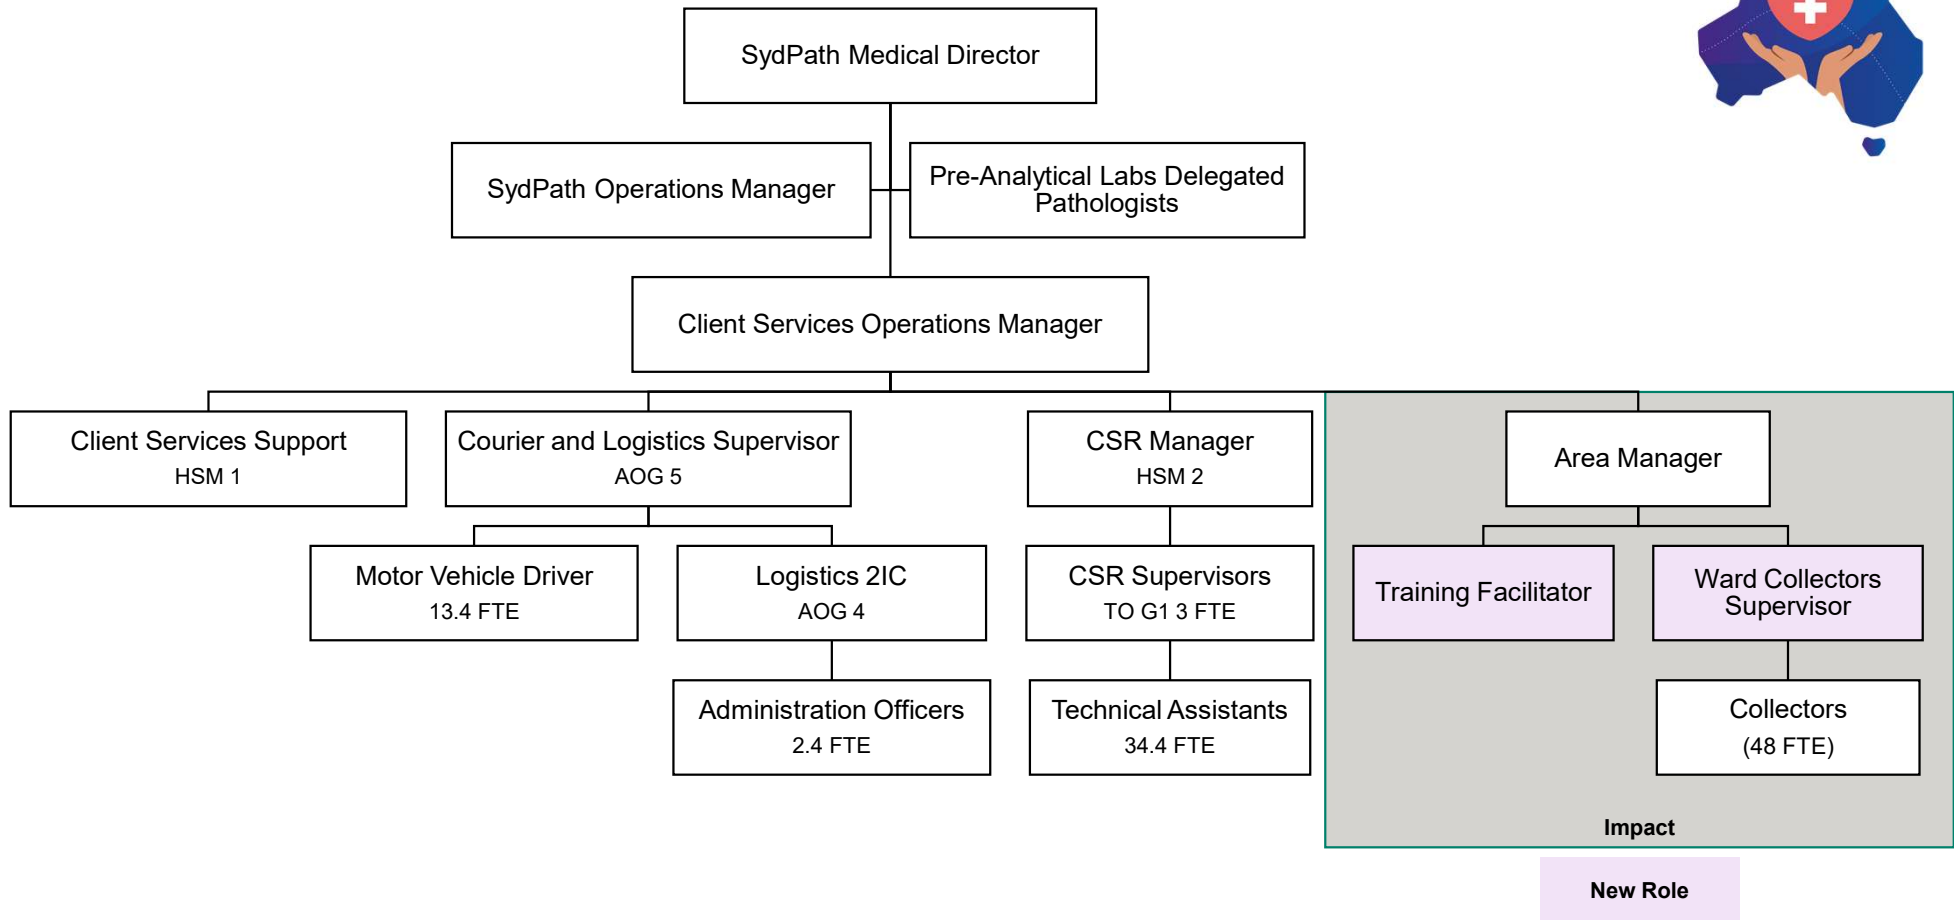 SydPath Medical Director
SydPath Operations Manager
Pre-Analytical Labs Delegated
Pathologists
Client Services Operations Manager
Client Services Support
HSM 1
Courier and Logistics Supervisor
AOG 5
CSR Manager
HSM 2
Area Manager
Motor Vehicle Driver
13.4 FTE
Logistics 2IC
AOG 4
CSR Supervisors
TO G1 3 FTE
Training Facilitator
Ward Collectors
Supervisor
Administration Officers
2.4 FTE
Technical Assistants
34.4 FTE
Collectors
(48 FTE)
Impact
New Role